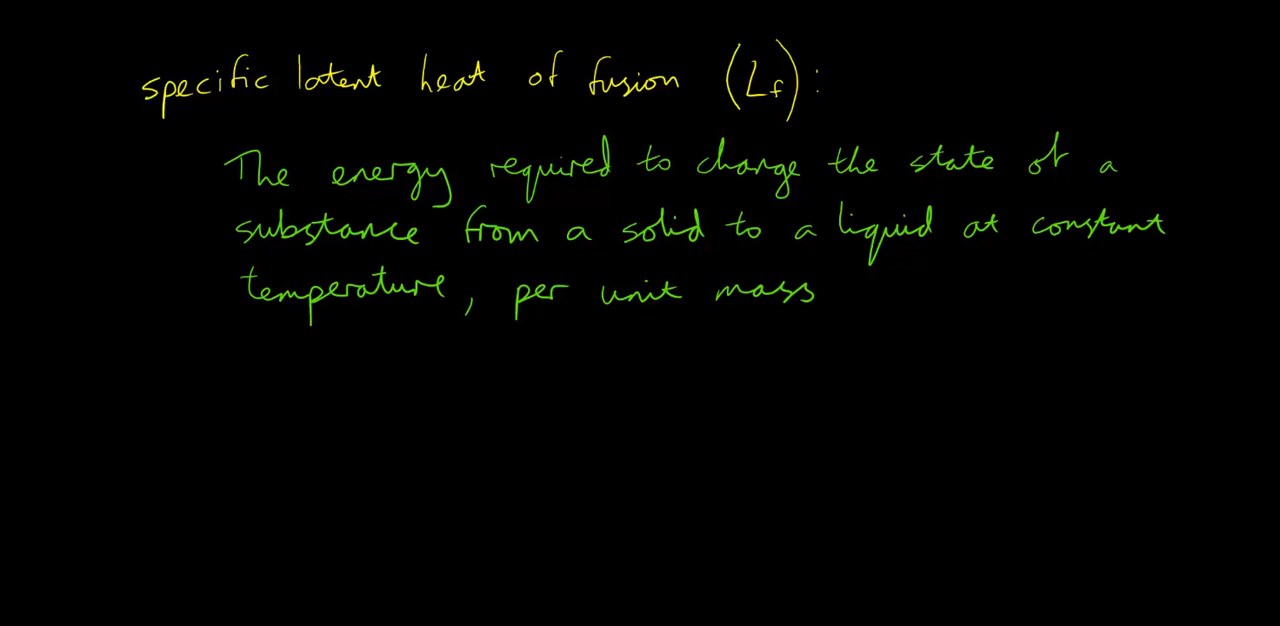 specific latent heat of fusion (Lf):
The energy required to change the state of a
substance from a solid to a liquid at constant
temperature, per unit mass